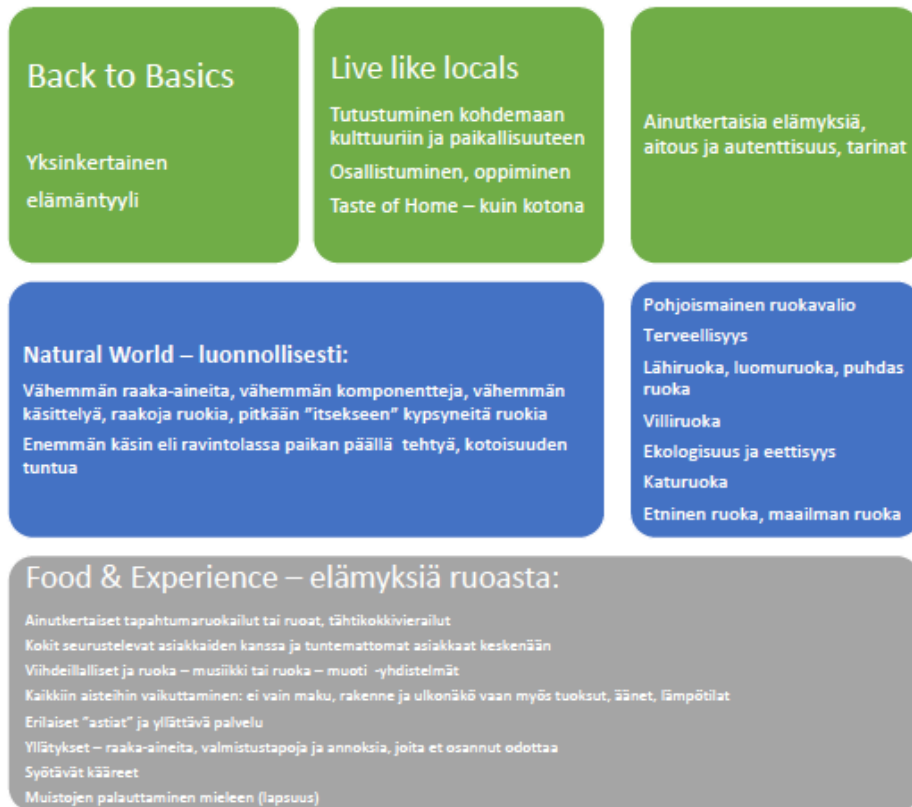 Back to Basics
Yksinkertainen
elämäntyyli
Live like locals
Tutustuminen kohdemaan
kulttuuriin ja paikallisuuteen
Osallistuminen, oppiminen
Taste of Home – kuin kotona
Ainutkertaisia elämyksiä,
aitous ja autenttisuus, tarinat
Natural World – luonnollisesti:
Vähemmän raaka-aineita, vähemmän komponentteja, vähemmän
käsittelyä, raakoja ruokia, pitkään ”itsekseen” kypsyneitä ruokia
Enemmän käsin eli ravintolassa paikan päällä tehtyä, kotoisuuden
tuntua
Pohjoismainen ruokavalio
Terveellisyys
Lähiruoka, luomuruoka, puhdas
ruoka
Villiruoka
Ekologisuus ja eettisyys
Katuruoka
Etninen ruoka, maailman ruoka
Food & Experience – elämyksiä ruoasta:
Ainutkertaiset tapahtumaruokailut tai ruoat, tähtikokkivierailut
Kokit seurustelevat asiakkaiden kanssa ja tuntemattomat asiakkaat keskenään
Viihdeillalliset ja ruoka – musiikki tai ruoka – muoti -yhdistelmät
Kaikkiin aisteihin vaikuttaminen: ei vain maku, rakenne ja ulkonäkö vaan myös tuoksut, äänet, lämpötilat
Erilaiset ”astiat” ja yllättävä palvelu
Yllätykset – raaka-aineita, valmistustapoja ja annoksia, joita et osannut odottaa
Syötävät kääreet
Muistojen palauttaminen mieleen (lapsuus)